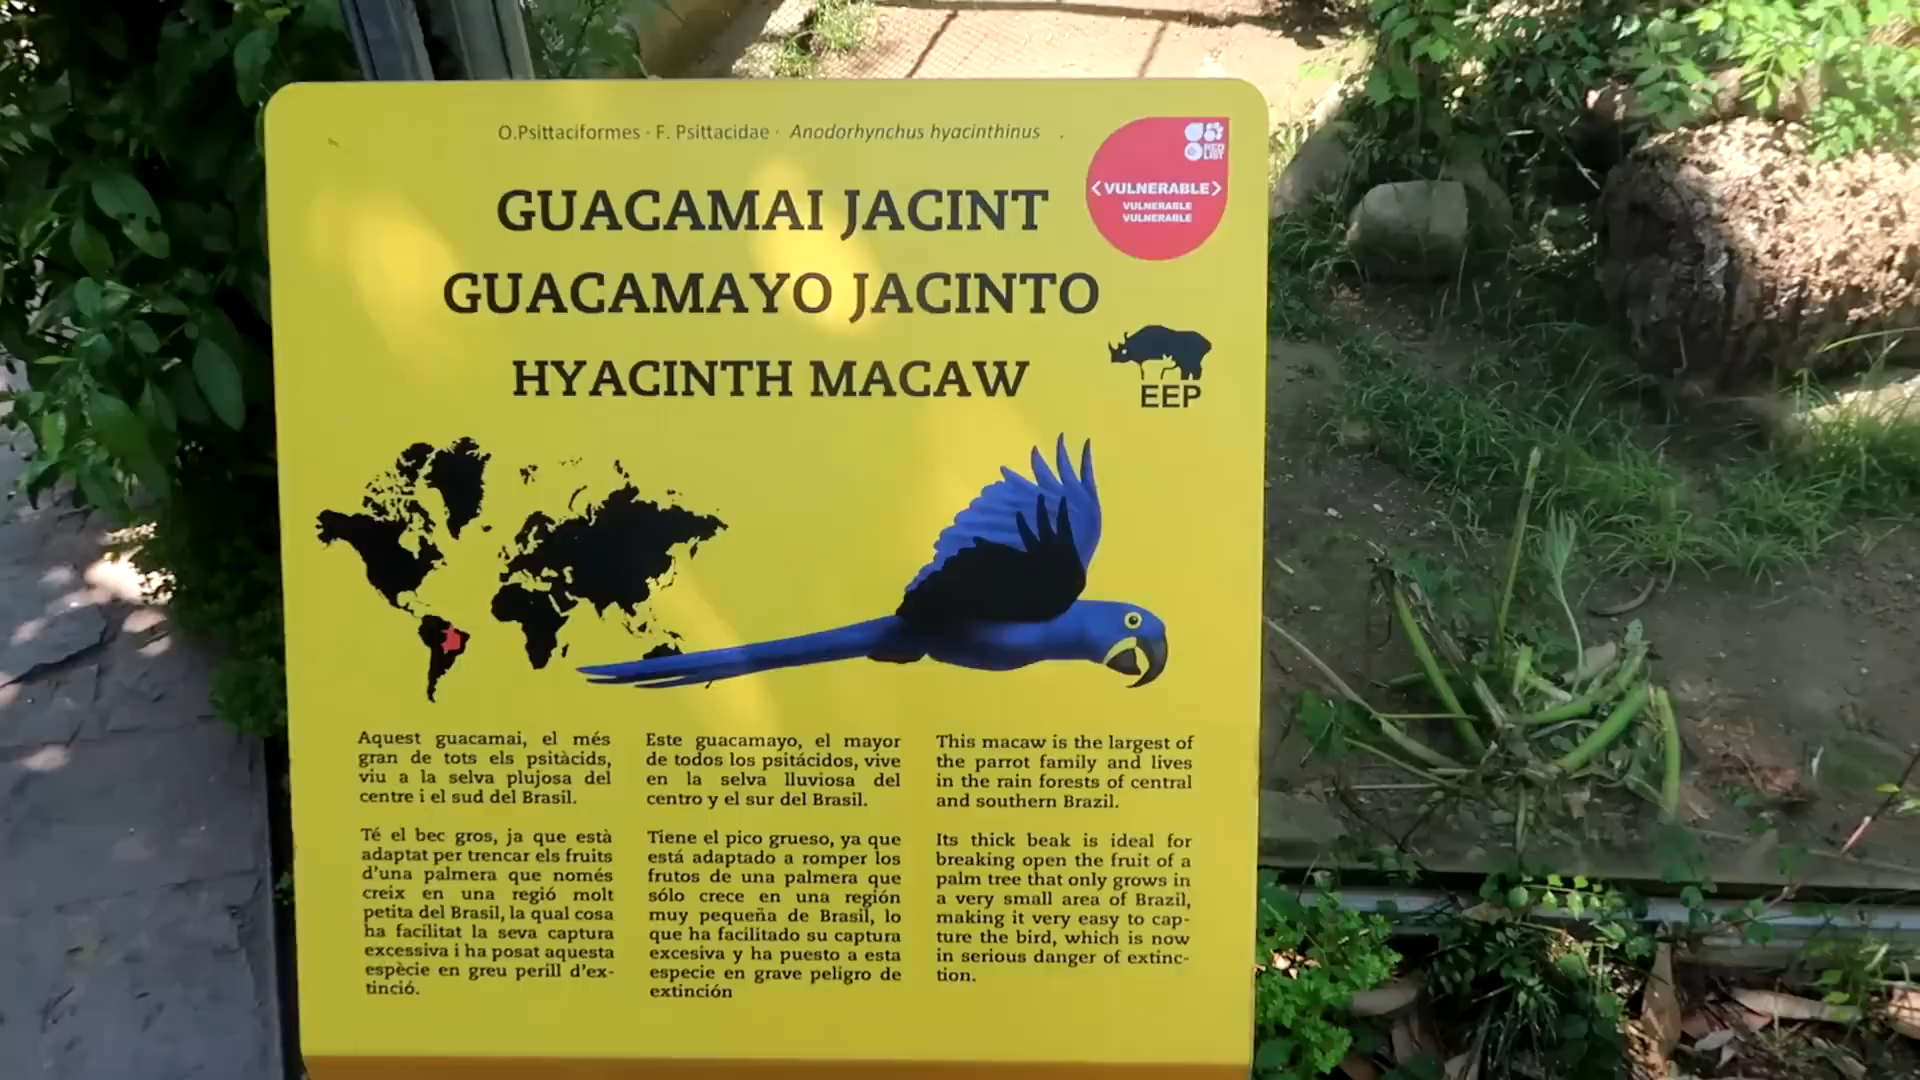 O.Psittaciformes · F. Psittacidae · Anodorhynchus hyacinthinus
RED
LIST
<VULNERABLE>
VULNERABLE
VULNERABLE
GUACAMAI JACINT
GUACAMAYO JACINTO
HYACINTH MACAW
EEP
Aquest guacamai, el més
gran de tots els psitàcids,
viu a la selva plujosa del
centre i el sud del Brasil.
Té el bec gros, ja que està
adaptat per trencar els fruits
d'una palmera que només
creix en una regió molt
petita del Brasil, la qual cosa
ha facilitat la seva captura
excessiva i ha posat aquesta
espècie en greu perill d'ex-
tinció.
Este guacamayo, el mayor
de todos los psitácidos, vive
en la selva lluviosa del
centro y el sur del Brasil.
Tiene el pico grueso, ya que
está adaptado a romper los
frutos de una palmera que
sólo crece en una región
muy pequeña de Brasil, lo
que ha facilitado su captura
excesiva y ha puesto a esta
especie en grave peligro de
extinción
This macaw is the largest of
the parrot family and lives
in the rain forests of central
and southern Brazil.
Its thick beak is ideal for
breaking open the fruit of a
palm tree that only grows in
a very small area of Brazil,
making it very easy to cap-
ture the bird, which is now
in serious danger of extinc-
tion.